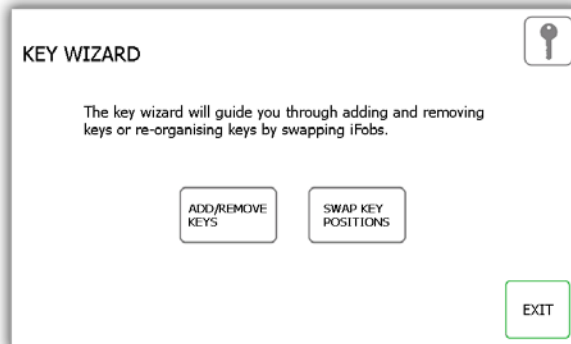 KEY WIZARD
The key wizard will guide you through adding and removing
keys or re-organising keys by swapping iFobs.
ADD/REMOVE
KEYS
SWAP KEY
POSITIONS
EXIT